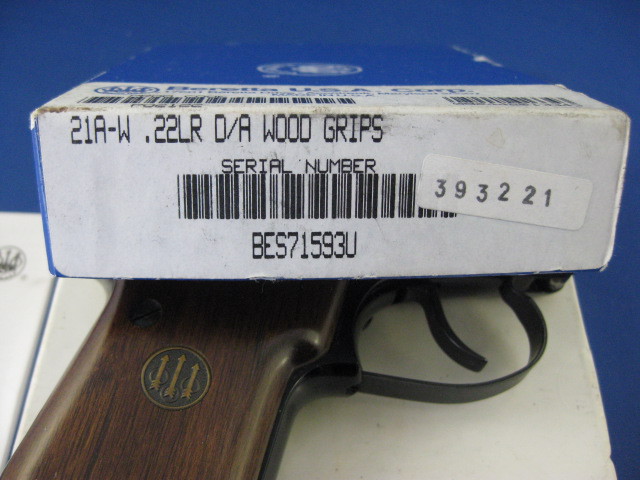 Beretta U.S.A. Corp.
21A-W .22LR D/A WOOD GRIPS
SERIAL NUMBER
393221
BES71593U